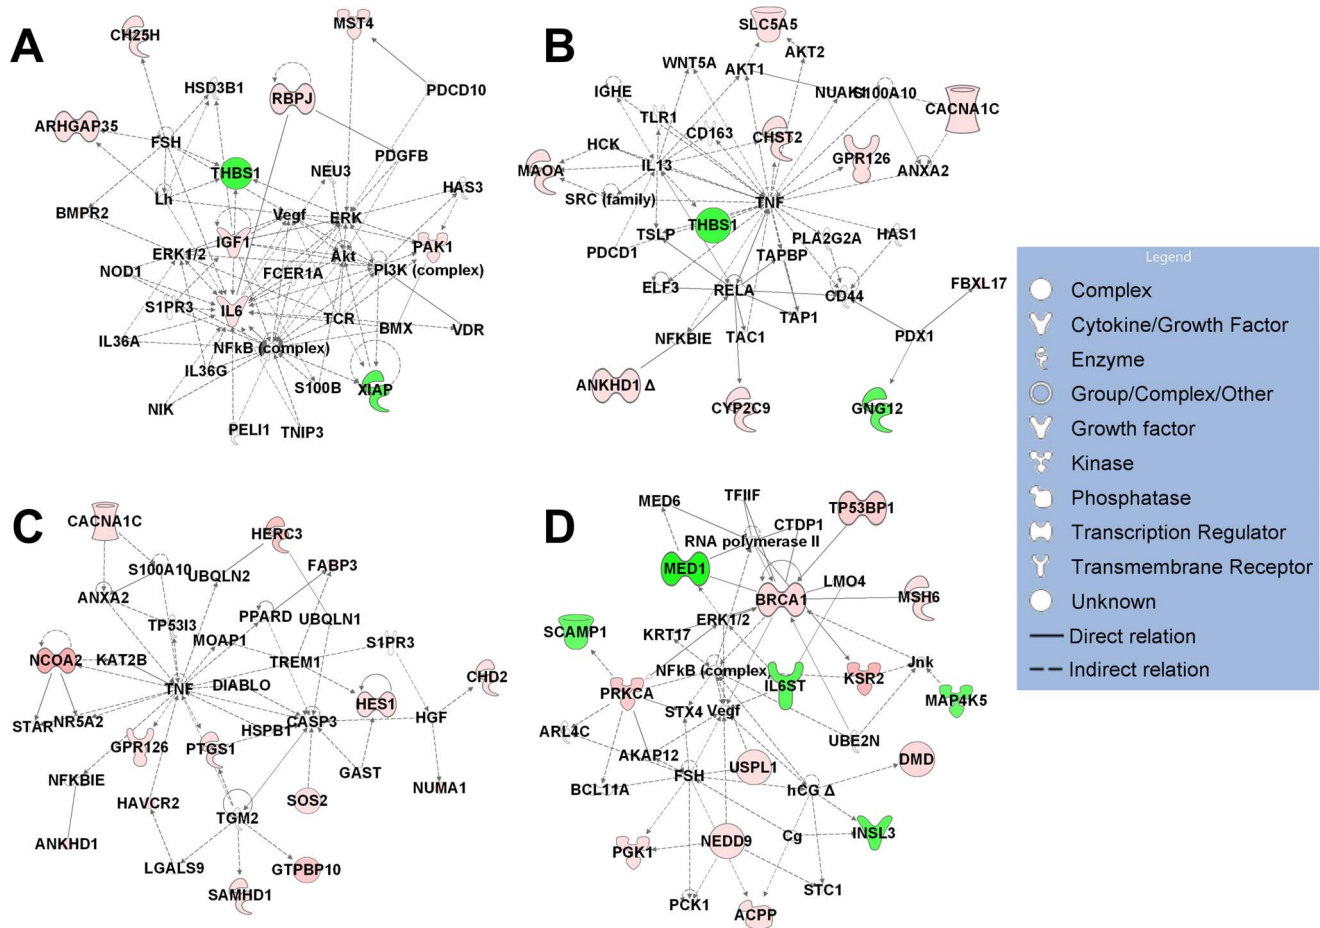 A
CH25H
MST4
HSD3B1
RBPJ
PDCD10
ARHGAP35
FSH
PDGFB
THBS1
NEU3
HAS3
Lh
BMPR2
Vegf
ERK
IGF1
PAK1
ERK1/2
Akt
NOD1
FCER1A
PI3K (complex)
S1PR3
IL6
TCR
BMX
VDR
IL36A
NFkB (complex)
IL36G
S100B
XIAP
NIK
PELI1
TNIP3
B
SLC5A5
AKT2
WNT5A
AKT1
IGHE
NUAK1
S100A10
CACNA1C
TLR1
CD163
CHST2
HCK
GPR126
MAOA
IL13
ANXA2
SRC (family)
TNF
THBS1
TSLP
PLA2G2A
HAS1
PDCD1
TAPBP
ELF3
RELA
CD44
FBXL17
TAP1
NFKBIE
TAC1
PDX1
ANKHD1 Δ
CYP2C9
GNG12
Legend
Complex
Cytokine/Growth Factor
Enzyme
Group/Complex/Other
Growth factor
Kinase
Phosphatase
Transcription Regulator
Transmembrane Receptor
Unknown
Direct relation
Indirect relation
C
CACNA1C
HERC3
S100A10
UBQLN2
FABP3
ANXA2
PPARD
UBQLN1
TP53I3
MOAP1
S1PR3
NCOA2
KAT2B
TREM1
CHD2
TNF
DIABLO
HES1
STAR
NR5A2
CASP3
HGF
HSPB1
GPR126
PTGS1
GAST
NFKBIE
NUMA1
HAVCR2
SOS2
TGM2
ANKHD1
LGALS9
GTPBP10
SAMHD1
D
MED6
TFIIF
TP53BP1
CTDP1
RNA polymerase II
MED1
LMO4
BRCA1
MSH6
ERK1/2
SCAMP1
KRT17
Jnk
NFkB (complex)
KSR2
IL6ST
PRKCA
MAP4K5
STX4
Vegf
ARL4C
UBE2N
AKAP12
DMD
USPL1
FSH
BCL11A
hCG Δ
Cg
INSL3
PGK1
NEDD9
STC1
PCK1
ACPP